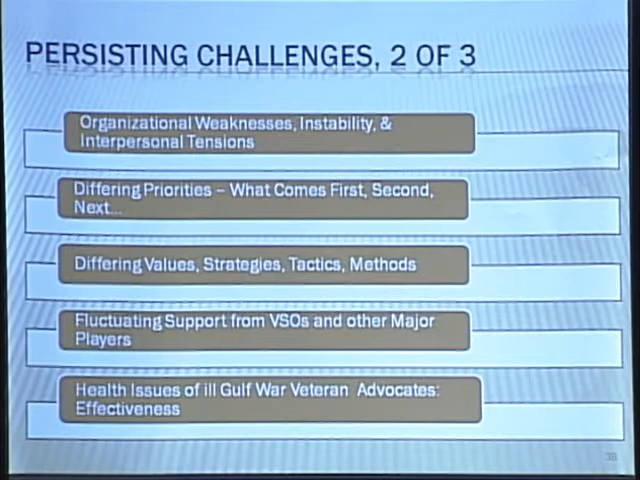 PERSISTING CHALLENGES, 2 OF 3
Organizational Weaknesses, Instability, &
Interpersonal Tensions
Differing Priorities – What Comes First, Second,
Next...
Differing Values, Strategies, Tactics, Methods
Fluctuating Support from VSOs and other Major
Players
Health Issues of ill Gulf War Veteran Advocates:
Effectiveness
38